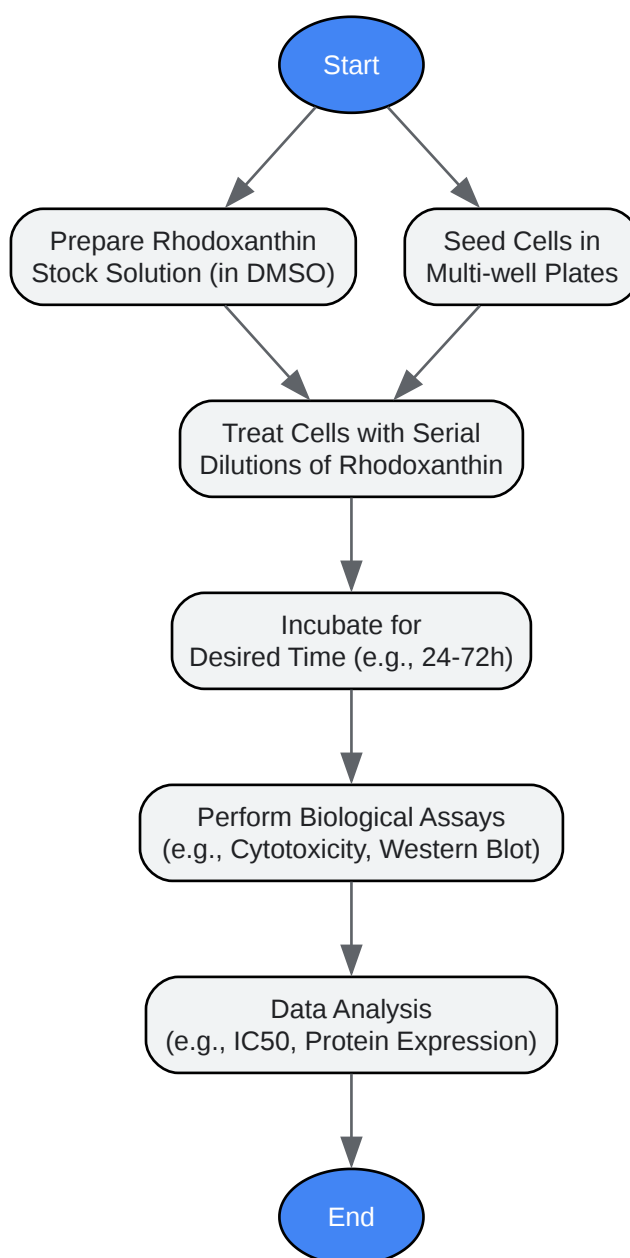 Start
Prepare Rhodoxanthin
Stock Solution (in DMSO)
Seed Cells in
Multi-well Plates
Treat Cells with Serial
Dilutions of Rhodoxanthin
Incubate for
Desired Time (e.g., 24-72h)
Perform Biological Assays
(e.g., Cytotoxicity, Western Blot)
Data Analysis
(e.g., IC50, Protein Expression)
End